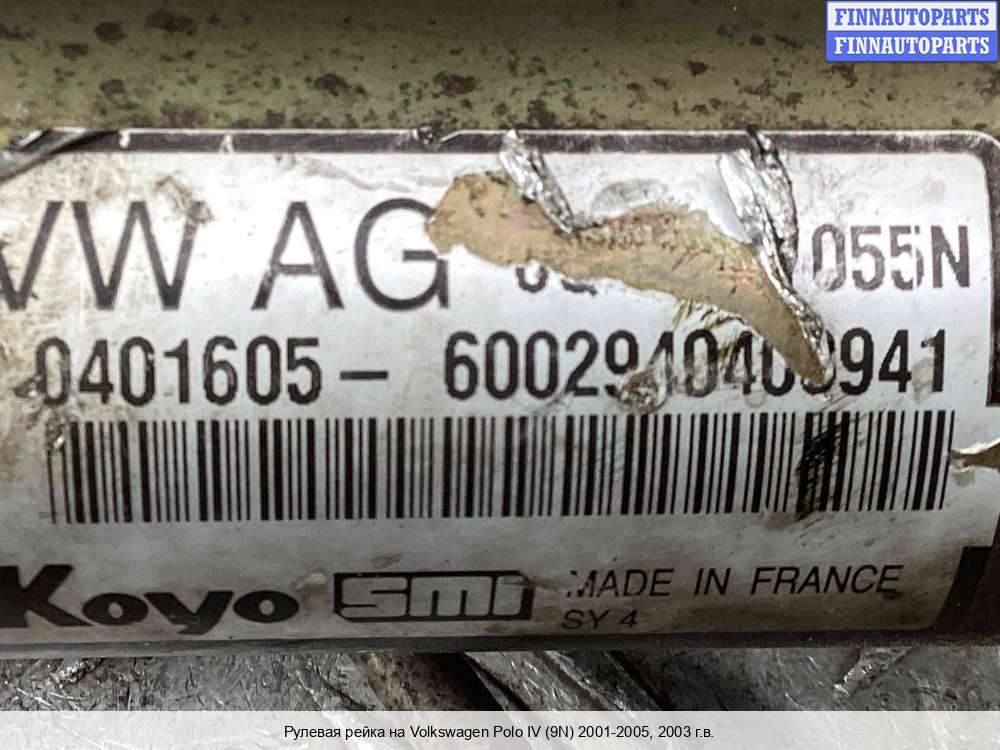 FINNAUTOPARTS
FINNAUTOPARTS
VW AG 055N
0401605-
Koyo SMI MADE IN FRANCE
SY 4
Рулевая рейка на Volkswagen Polo IV (9N) 2001-2005, 2003 г.в.